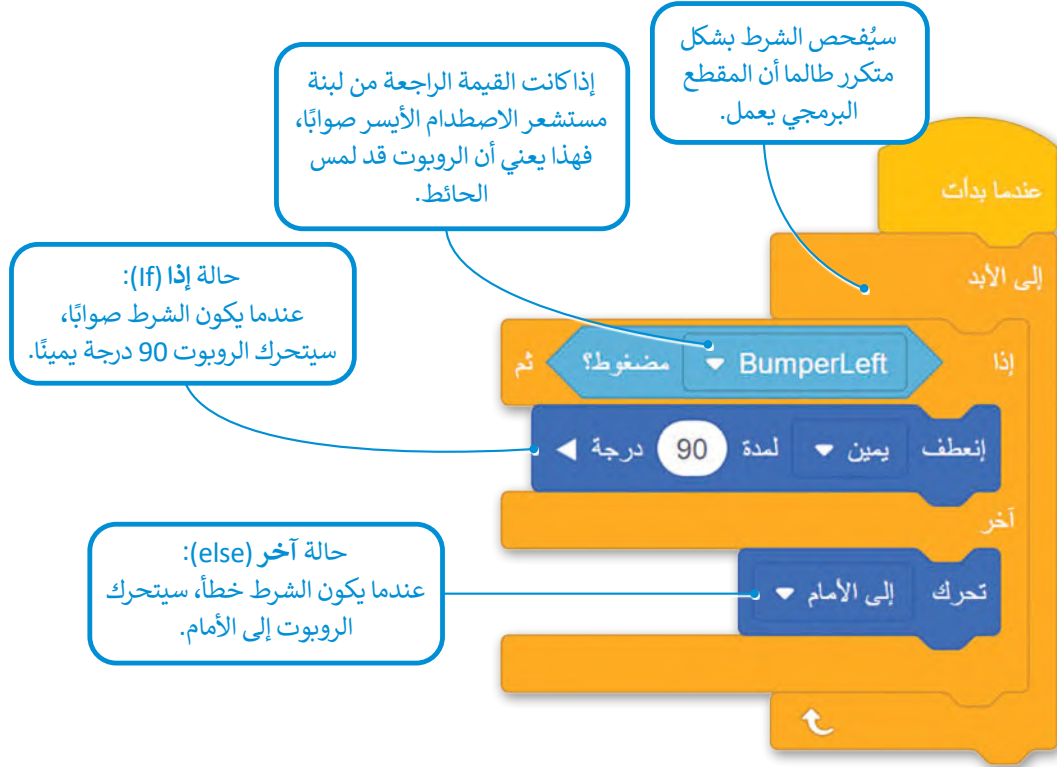 سيُفحص الشرط بشكل
متكرر طالما أن المقطع
البرمجي يعمل.
إذا كانت القيمة الراجعة من لبنة
مستشعر الاصطدام الأيسر صوابًا،
فهذا يعني أن الروبوت قد لمس
الحائط.
حالة إذا (If):
عندما يكون الشرط صوابًا،
سيتحرك الروبوت 90 درجة يمينًا.
حالة آخر (else):
عندما يكون الشرط خطأ، سيتحرك
الروبوت إلى الأمام.
عندما بدأت
إلى الأبد
إذا BumperLeft مضغوط؟ ثم
إنعطف يمين لمدة 90 درجة
آخر
تحرك إلى الأمام